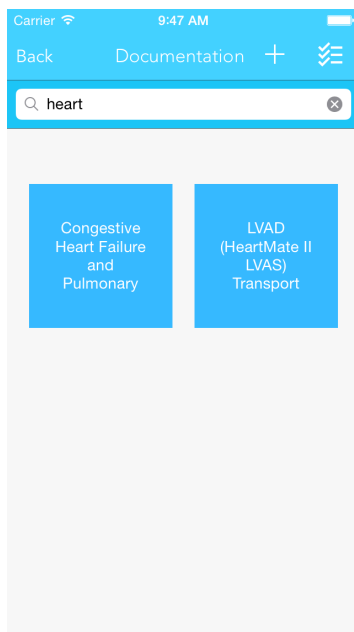 Carrier 9:47 AM
Back Documentation
heart
Congestive
Heart Failure
and
Pulmonary
LVAD
(HeartMate II
LVAS)
Transport